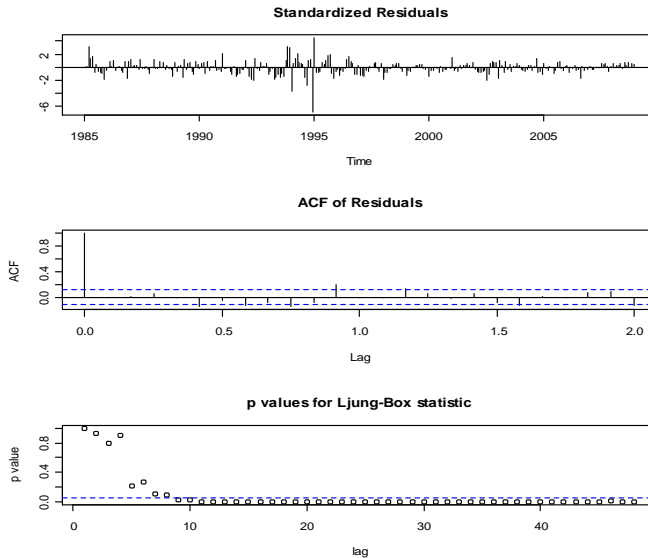 Standardized Residuals
2
-2
-6
1985 1990 1995 2000 2005
Time
ACF of Residuals
ACF
0.8
0.4
0.0
0.0 0.5 1.0 1.5 2.0
Lag
p values for Ljung-Box statistic
p value
0.8
0.4
0.0
0 10 20 30 40
lag